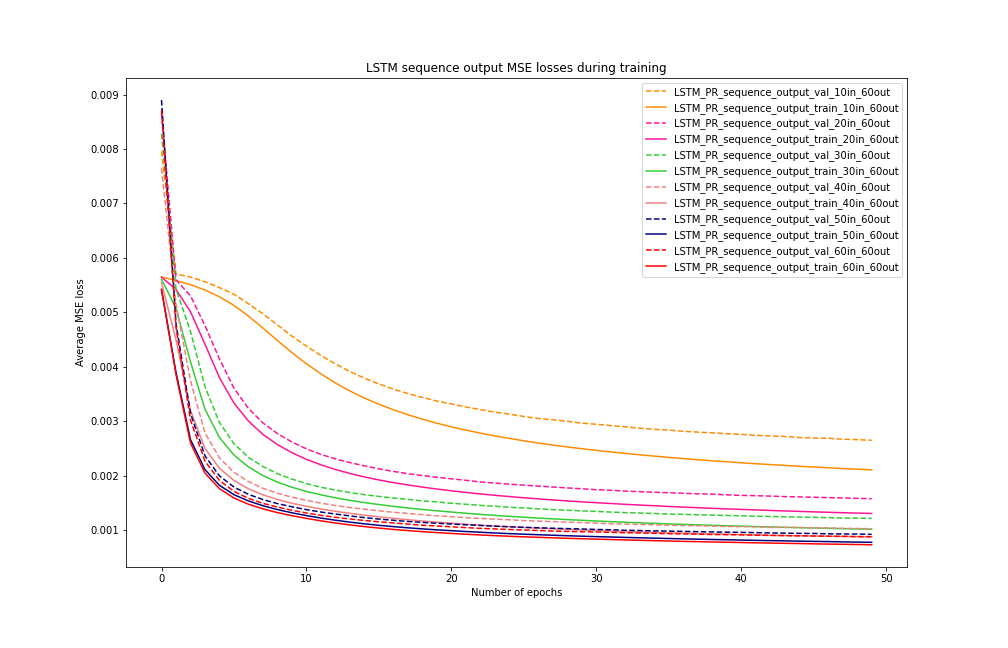 LSTM sequence output MSE losses during training
LSTM_PR_sequence_output_val_10in_60out
LSTM_PR_sequence_output_train_10in_60out
LSTM_PR_sequence_output_val_20in_60out
LSTM_PR_sequence_output_train_20in_60out
LSTM_PR_sequence_output_val_30in_60out
LSTM_PR_sequence_output_train_30in_60out
LSTM_PR_sequence_output_val_40in_60out
LSTM_PR_sequence_output_train_40in_60out
LSTM_PR_sequence_output_val_50in_60out
LSTM_PR_sequence_output_train_50in_60out
LSTM_PR_sequence_output_val_60in_60out
LSTM_PR_sequence_output_train_60in_60out
Average MSE loss
0.009
0.008
0.007
0.006
0.005
0.004
0.003
0.002
0.001
0 10 20 30 40 50
Number of epochs